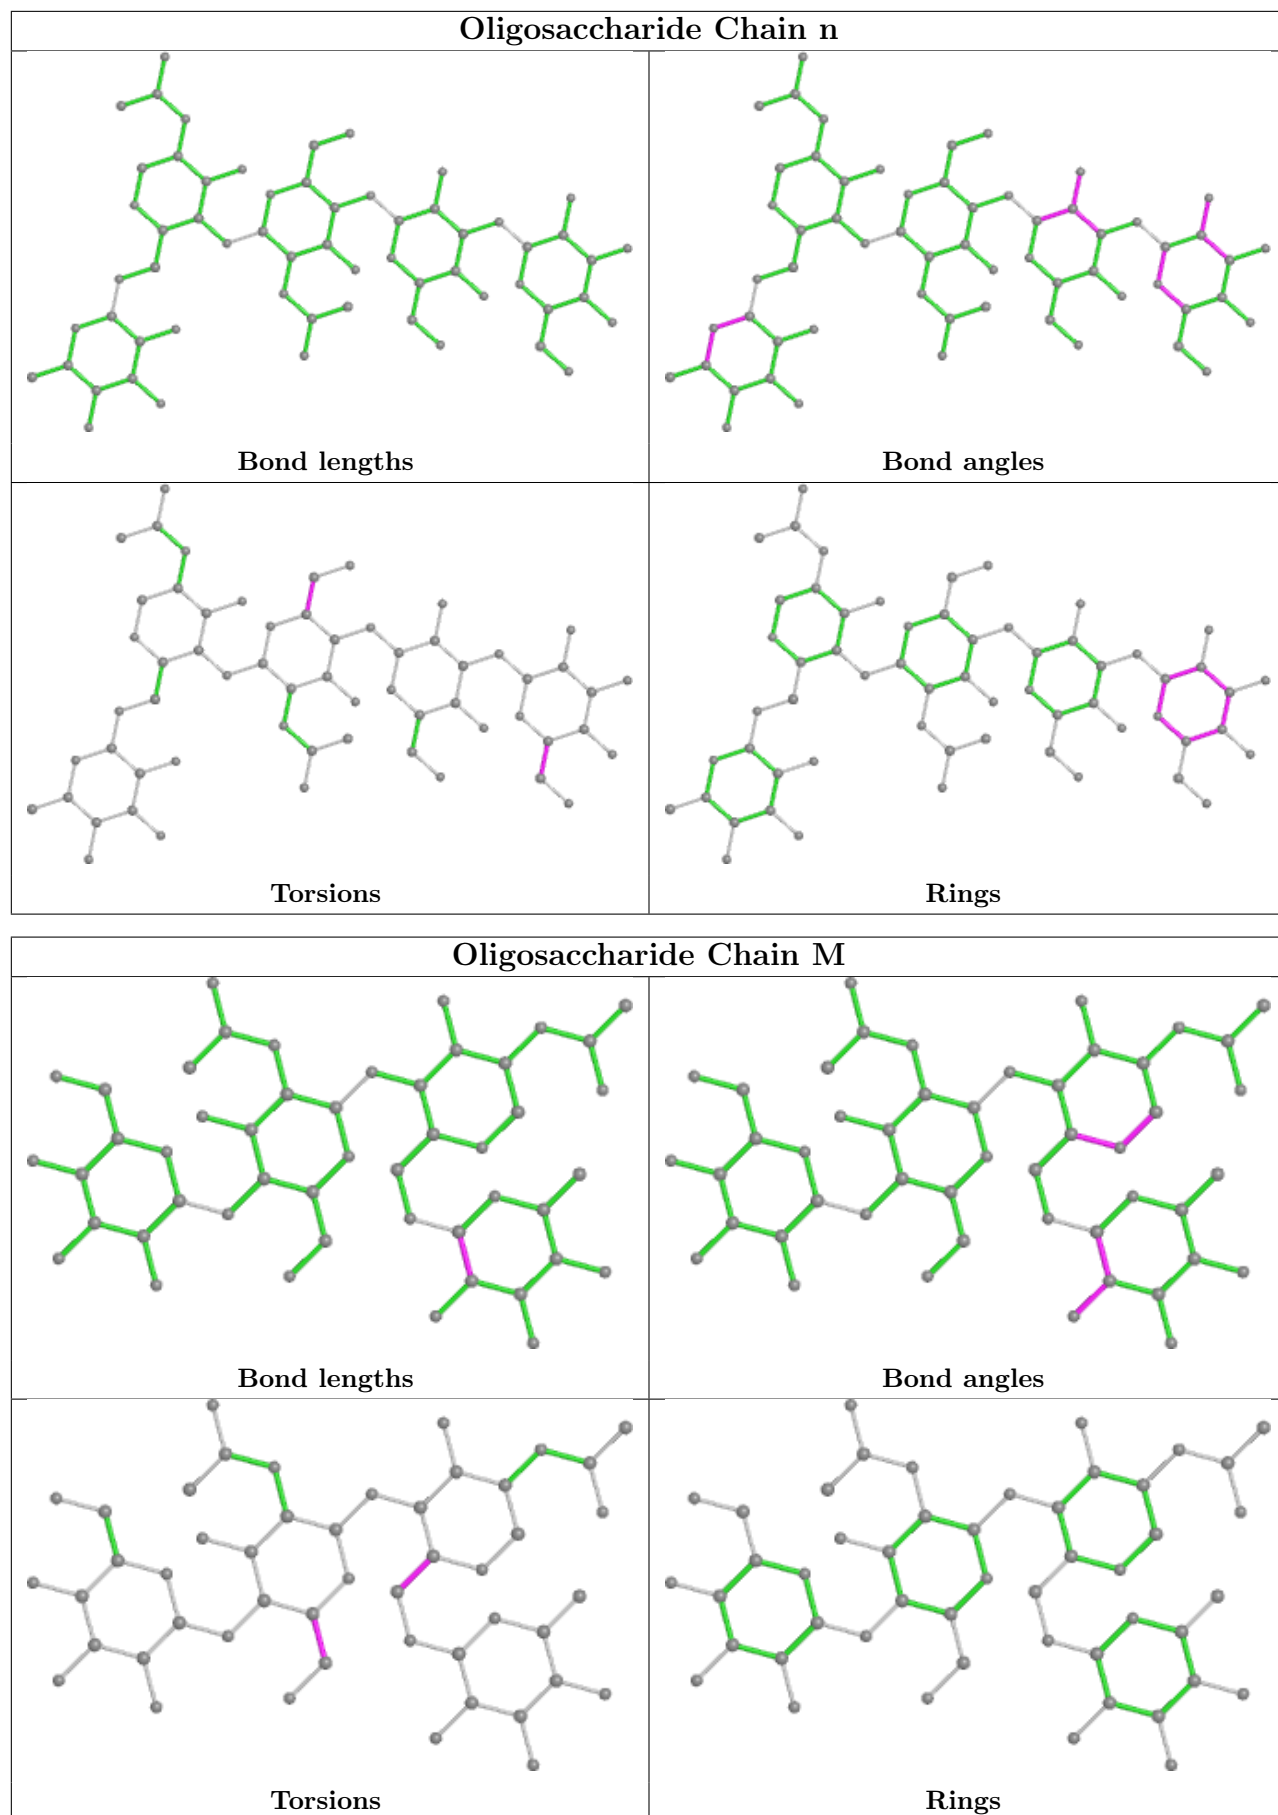 Oligosaccharide Chain n
Bond lengths
Bond angles
Torsions
Rings
Oligosaccharide Chain M
Bond lengths
Bond angles
Torsions
Rings